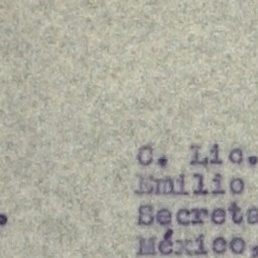 C. Lic.
Emilio
Secreta
México,